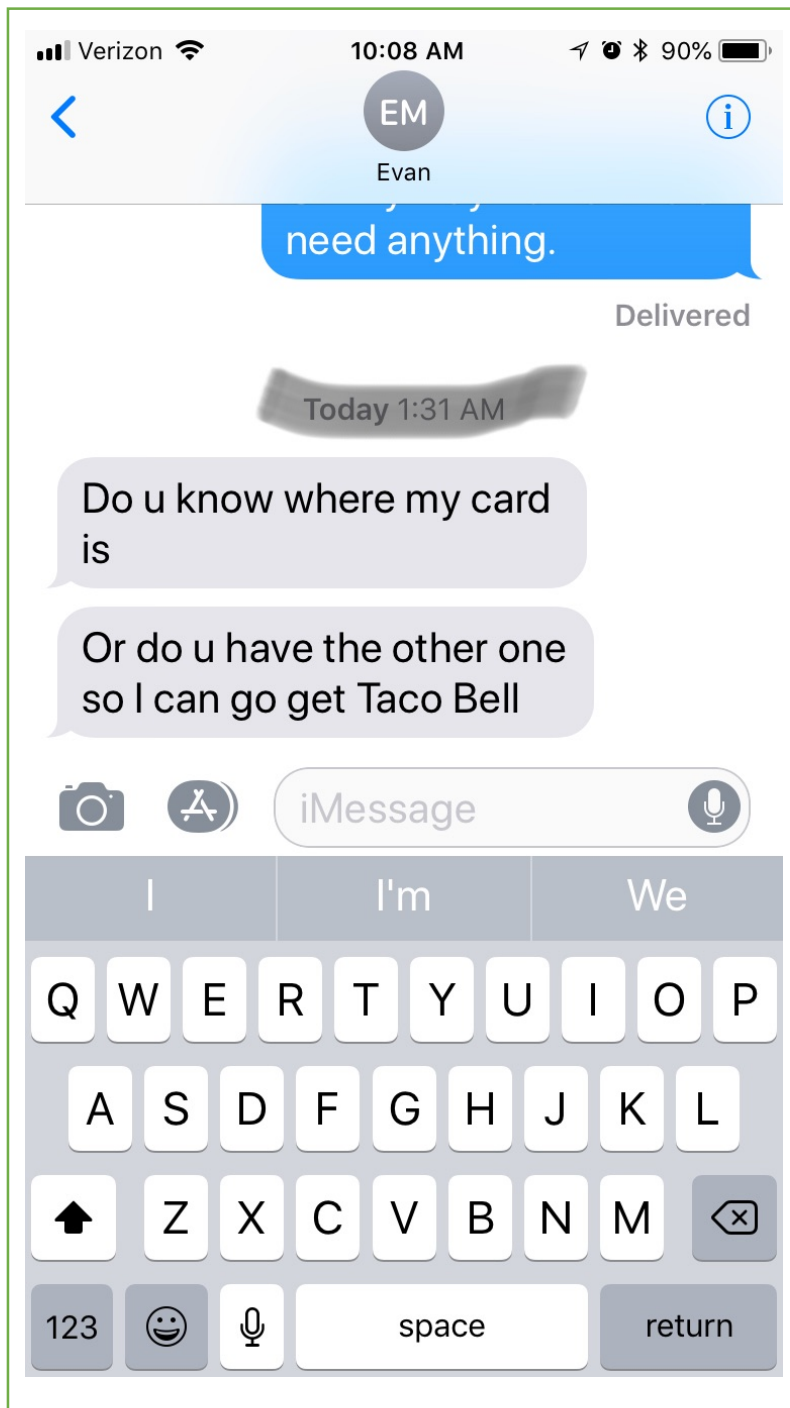 Verizon 10:08 AM 90%
EM
i
Evan
need anything.
Delivered
Today 1:31 AM
Do u know where my card
is
Or do u have the other one
so I can go get Taco Bell
iMessage
I I'm We
Q W E R T Y U I O P
A S D F G H J K L
Z X C V B N M
123 space return